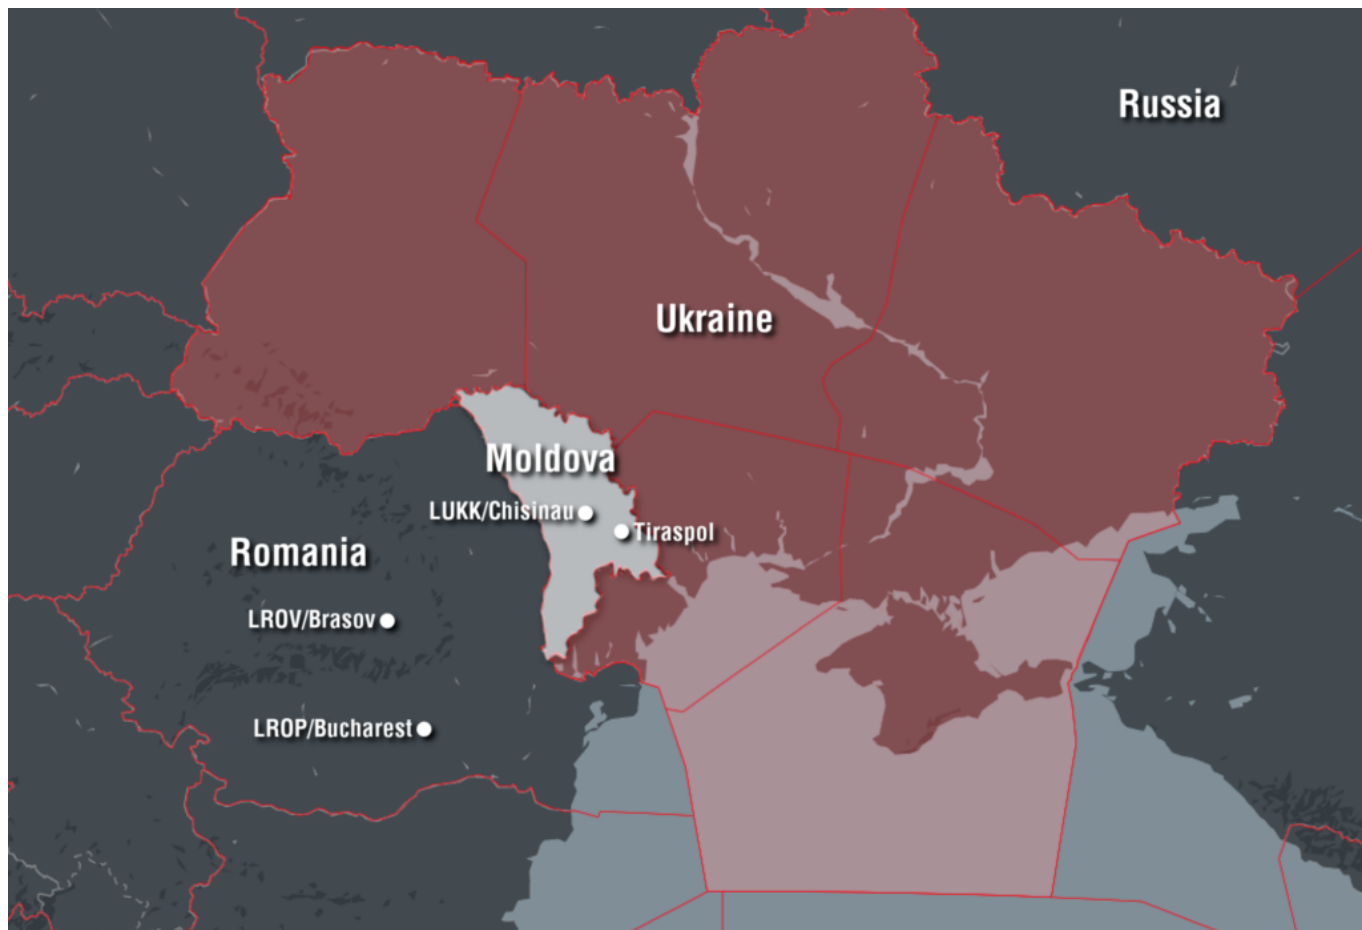 Russia
Ukraine
Moldova
LUKK/Chisinau
Tiraspol
Romania
LROV/Brasov
LROP/Bucharest